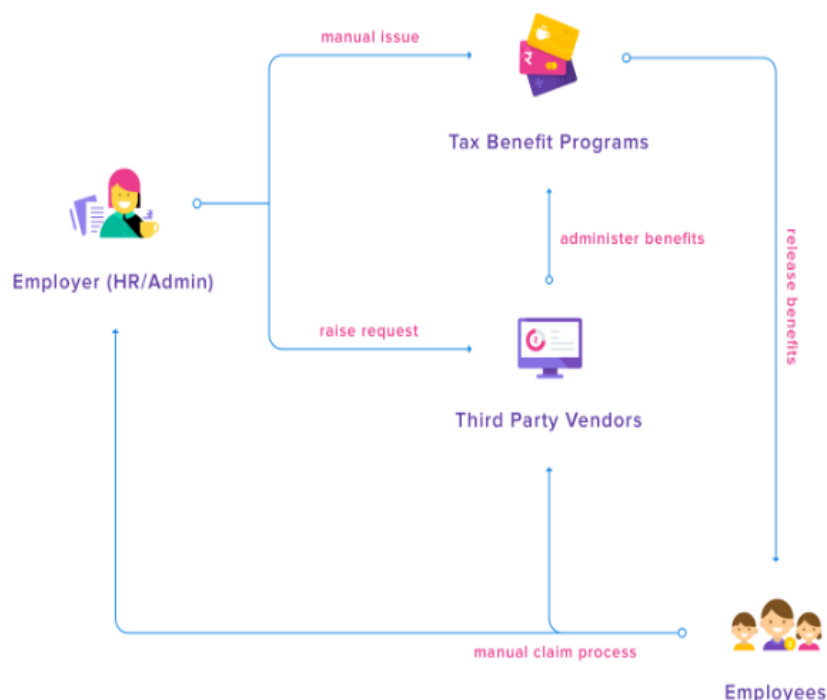 manual issue
Tax Benefit Programs
administer benefits
release benefits
Employer (HR/Admin)
raise request
Third Party Vendors
manual claim process
Employees